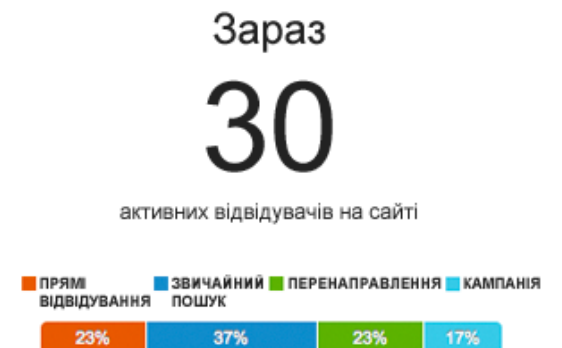 Зараз
30
активних відвідувачів на сайті
ПРЯМІ ВІДВІДУВАННЯ
ЗВИЧАЙНИЙ ПОШУК
ПЕРЕНАПРАВЛЕННЯ
КАМПАНІЯ
23% 37% 23% 17%